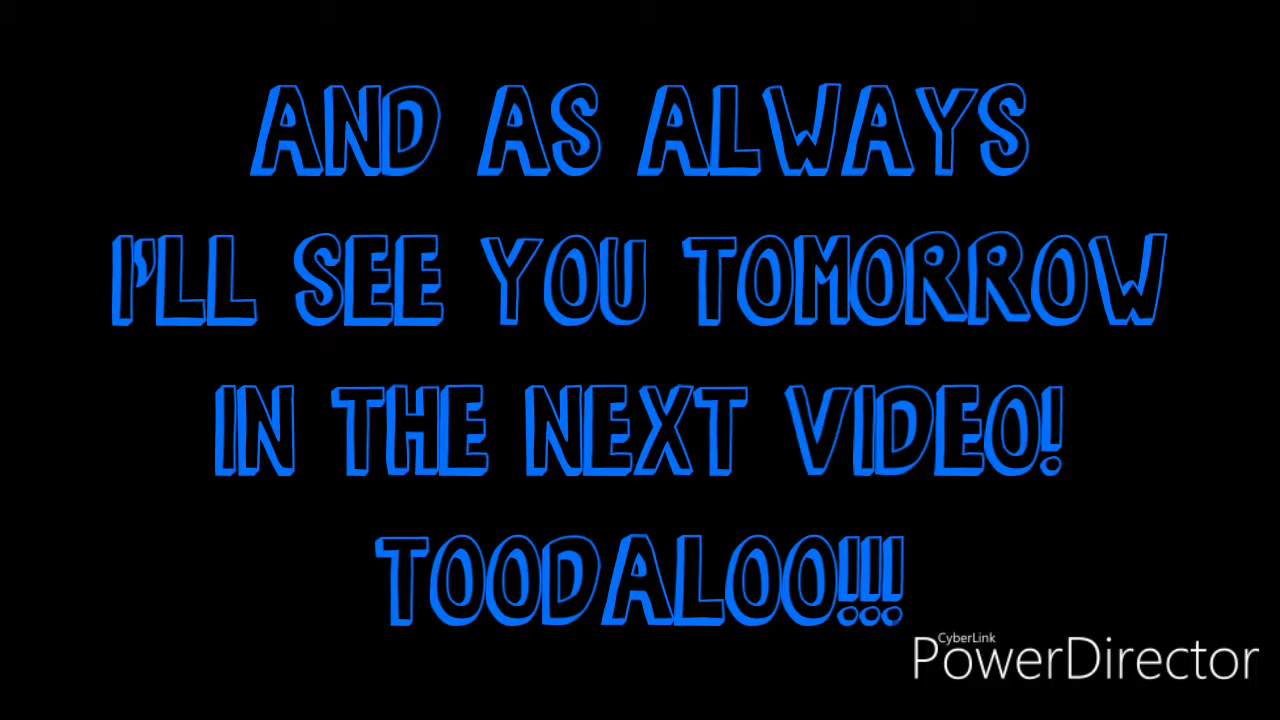 AND AS ALWAYS
I'LL SEE YOU TOMORROW
IN THE NEXT VIDEO!
TOODALOO!!!
CyberLink
PowerDirector